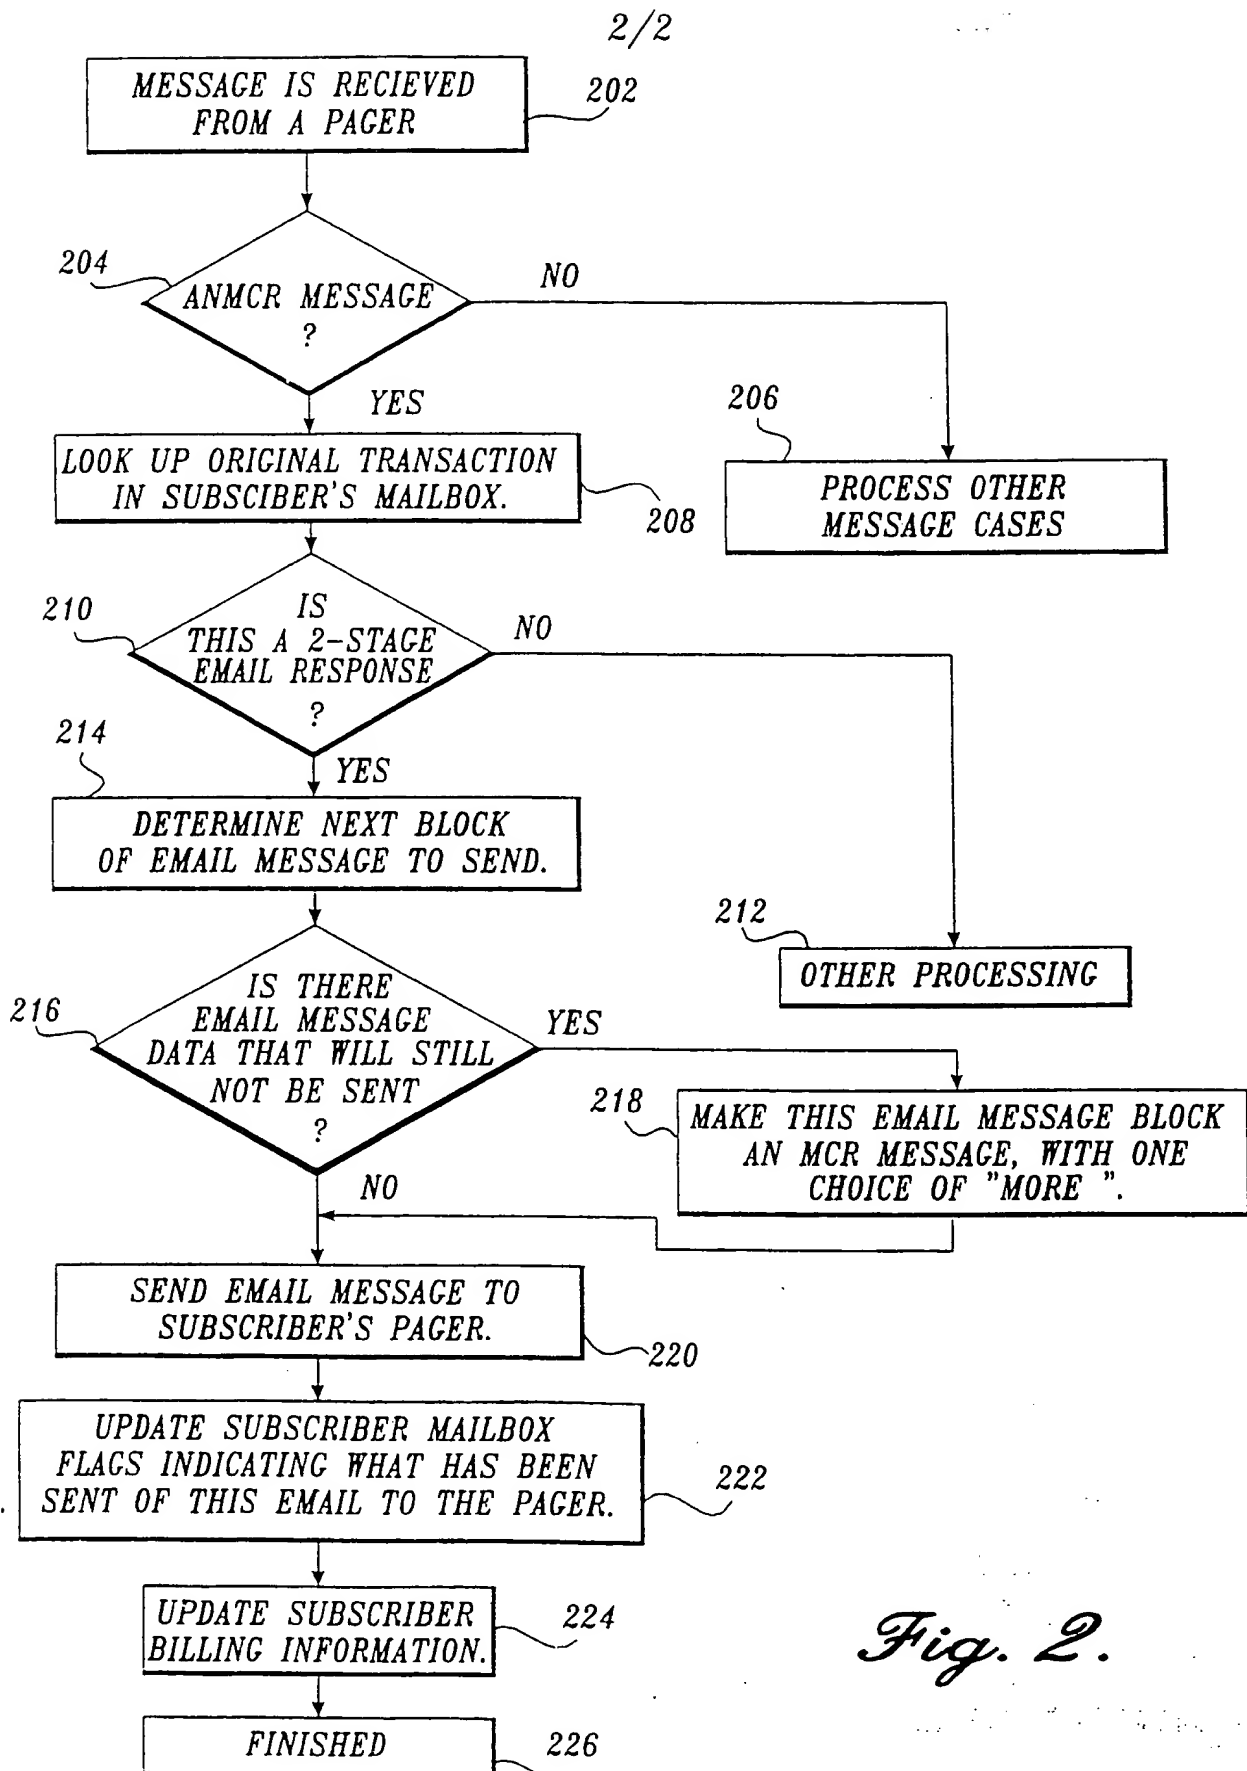 2/2
MESSAGE IS RECIEVED
FROM A PAGER
202
204
ANMCR MESSAGE
?
NO
YES
206
LOOK UP ORIGINAL TRANSACTION
IN SUBSCIBER'S MAILBOX.
208
PROCESS OTHER
MESSAGE CASES
210
IS
THIS A 2-STAGE
EMAIL RESPONSE
?
NO
214
YES
DETERMINE NEXT BLOCK
OF EMAIL MESSAGE TO SEND.
212
OTHER PROCESSING
216
IS THERE
EMAIL MESSAGE
DATA THAT WILL STILL
NOT BE SENT
?
YES
218
MAKE THIS EMAIL MESSAGE BLOCK
AN MCR MESSAGE, WITH ONE
CHOICE OF "MORE ".
NO
SEND EMAIL MESSAGE TO
SUBSCRIBER'S PAGER.
220
UPDATE SUBSCRIBER MAILBOX
FLAGS INDICATING WHAT HAS BEEN
SENT OF THIS EMAIL TO THE PAGER.
222
UPDATE SUBSCRIBER
BILLING INFORMATION.
224
Fig. 2.
FINISHED
226